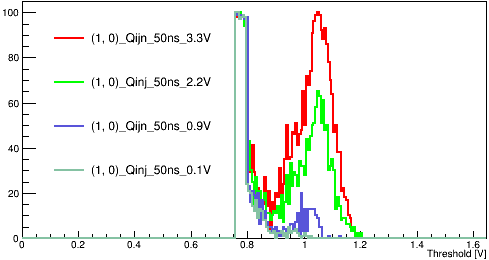 100
80
60
40
20
0
(1, 0)_Qijn_50ns_3.3V
(1, 0)_Qinj_50ns_2.2V
(1, 0)_Qijn_50ns_0.9V
(1, 0)_Qinj_50ns_0.1V
0 0.2 0.4 0.6 0.8 1.0 1.2 1.4 1.6
Threshold [V]